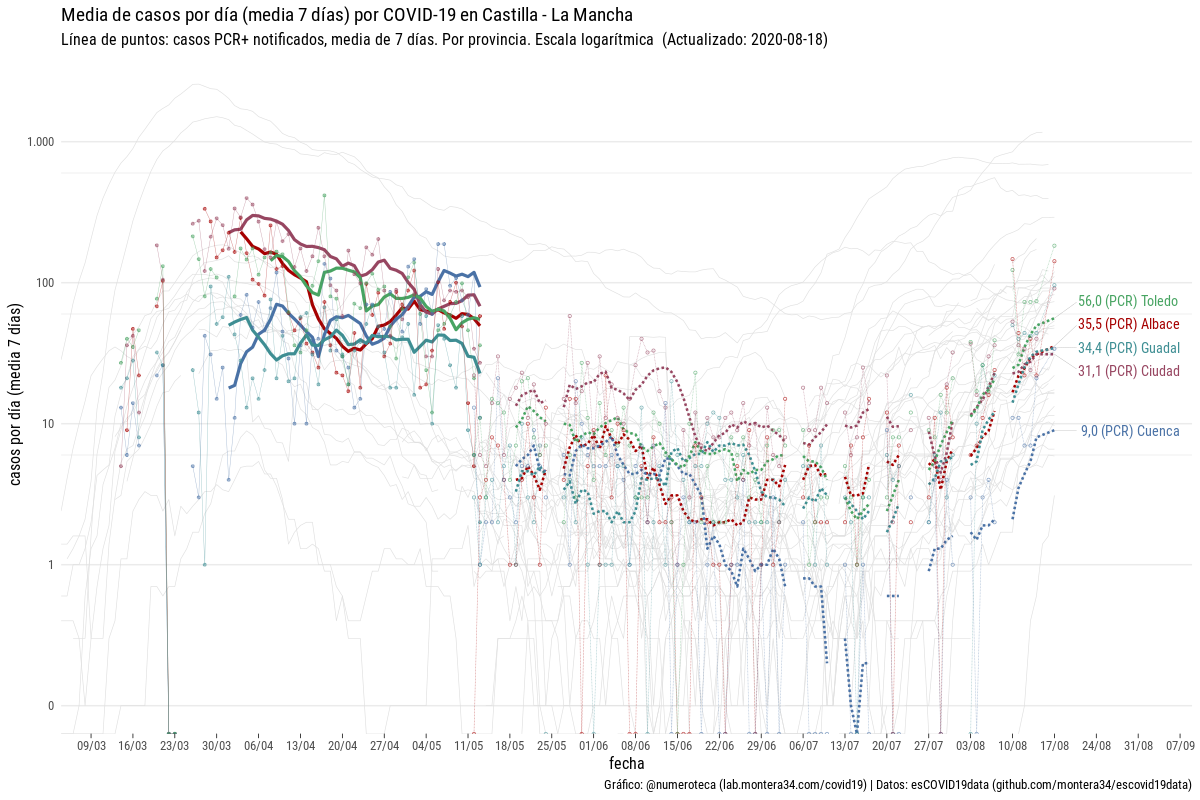 Media de casos por día (media 7 días) por COVID-19 en Castilla - La Mancha
Línea de puntos: casos PCR+ notificados, media de 7 días. Por provincia. Escala logarítmica (Actualizado: 2020-08-18)
casos por día (media 7 días)
1.000
100
10
1
0
56,0 (PCR) Toledo
35,5 (PCR) Albace
34,4 (PCR) Guadal
31,1 (PCR) Ciudad
9,0 (PCR) Cuenca
09/03 16/03 23/03 30/03 06/04 13/04 20/04 27/04 04/05 11/05 18/05 25/05 01/06 08/06 15/06 22/06 29/06 06/07 13/07 20/07 27/07 03/08 10/08 17/08 24/08 31/08 07/09
fecha
Gráfico: @numeroteca (lab.montera34.com/covid19) | Datos: esCOVID19data (github.com/montera34/escovid19data)